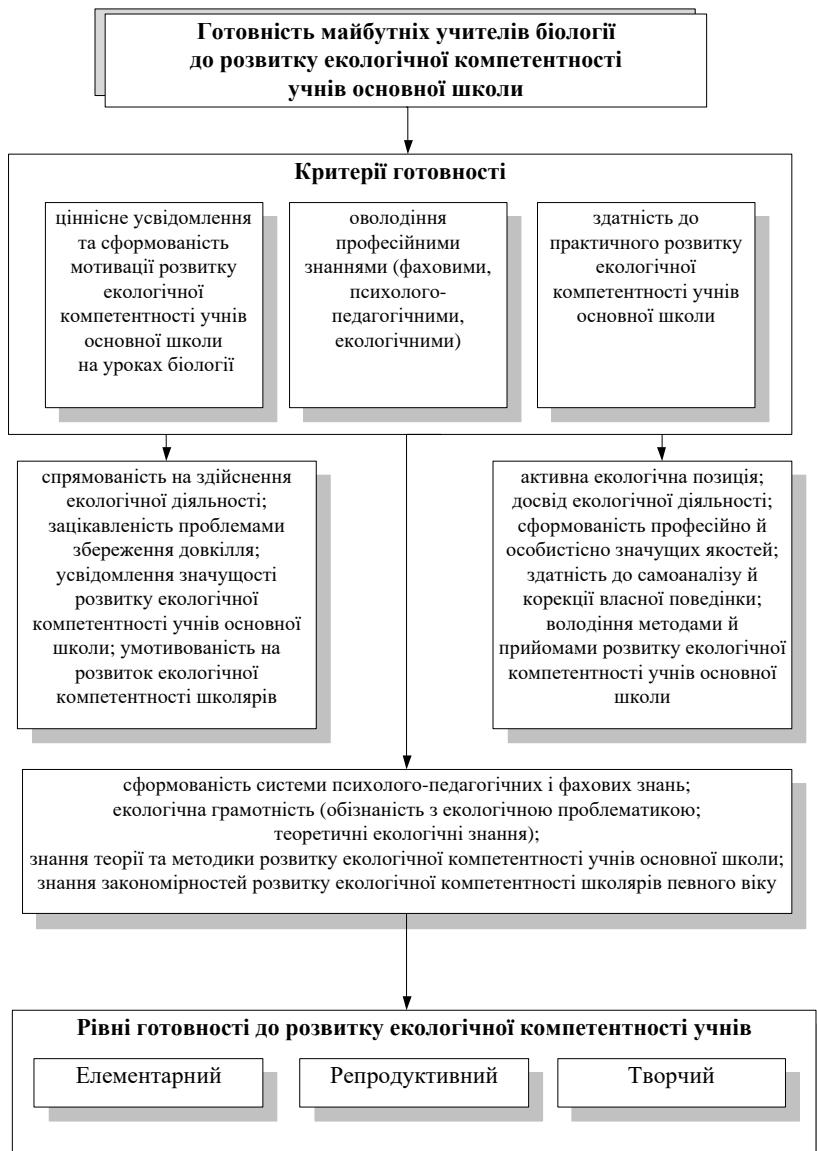 Готовність майбутніх учителів біології
до розвитку екологічної компетентності
учнів основної школи
Критерії готовності
ціннісне усвідомлення
та сформованість
мотивації розвитку
екологічної
компетентності учнів
основної школи
на уроках біології
оволодіння
професійними
знаннями (фаховими,
психолого-
педагогічними,
екологічними)
здатність до
практичного розвитку
екологічної
компетентності учнів
основної школи
спрямованість на здійснення
екологічної діяльності;
зацікавленість проблемами
збереження довкілля;
усвідомлення значущості
розвитку екологічної
компетентності учнів основної
школи; умотивованість на
розвиток екологічної
компетентності школярів
активна екологічна позиція;
досвід екологічної діяльності;
сформованість професійно й
особистісно значущих якостей;
здатність до самоаналізу й
корекції власної поведінки;
володіння методами й
прийомами розвитку екологічної
компетентності учнів основної
школи
сформованість системи психолого-педагогічних і фахових знань;
екологічна грамотність (обізнаність з екологічною проблематикою;
теоретичні екологічні знання);
знання теорії та методики розвитку екологічної компетентності учнів основної школи;
знання закономірностей розвитку екологічної компетентності школярів певного віку
Рівні готовності до розвитку екологічної компетентності учнів
Елементарний
Репродуктивний
Творчий